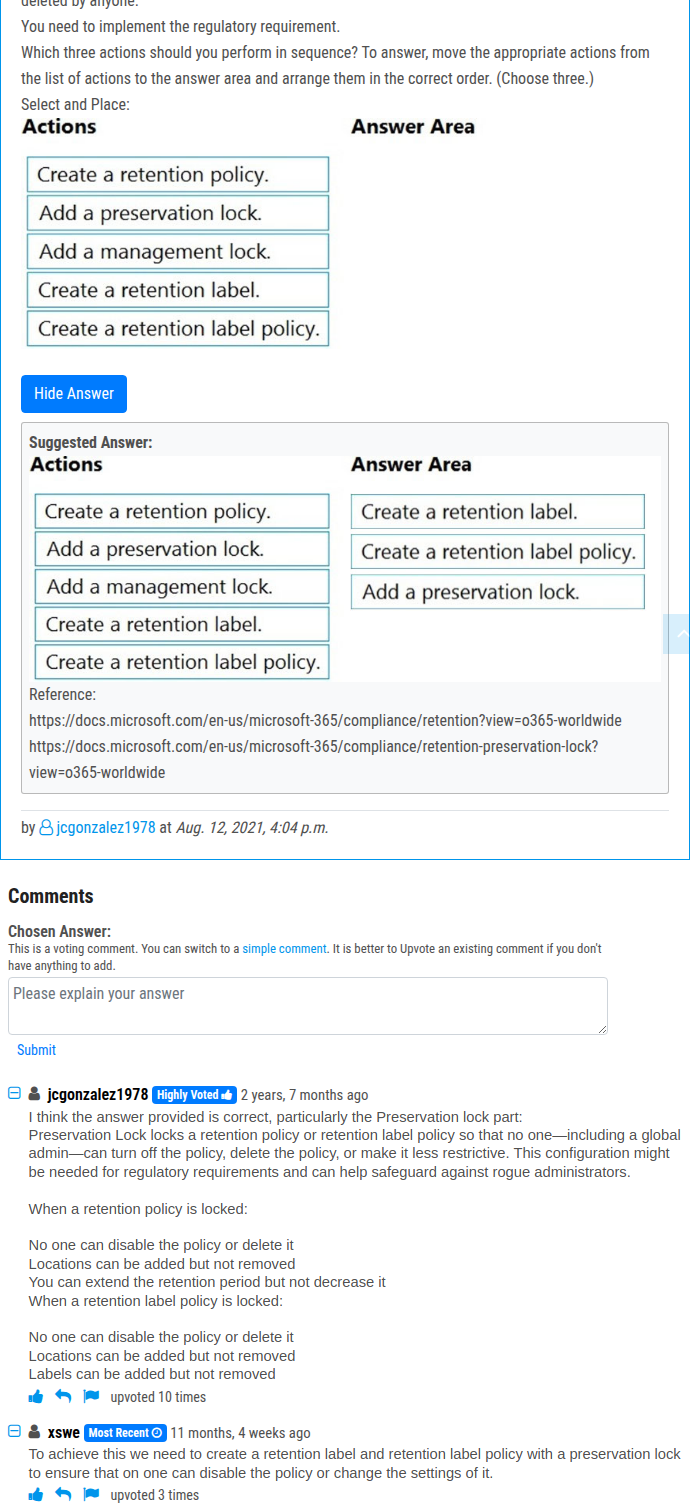 deleted by anyone.
You need to implement the regulatory requirement.
Which three actions should you perform in sequence? To answer, move the appropriate actions from
the list of actions to the answer area and arrange them in the correct order. (Choose three.)
Select and Place:
Actions
Answer Area
Create a retention policy.
Add a preservation lock.
Add a management lock.
Create a retention label.
Create a retention label policy.
Hide Answer
Suggested Answer:
Actions
Answer Area
Create a retention policy.
Add a preservation lock.
Add a management lock.
Create a retention label.
Create a retention label policy.
Create a retention label.
Create a retention label policy.
Add a preservation lock.
Reference:
https://docs.microsoft.com/en-us/microsoft-365/compliance/retention?view=o365-worldwide
https://docs.microsoft.com/en-us/microsoft-365/compliance/retention-preservation-lock?
view=o365-worldwide
by jcgonzalez1978 at Aug. 12, 2021, 4:04 p.m.
Comments
Chosen Answer:
This is a voting comment. You can switch to a simple comment. It is better to Upvote an existing comment if you don't
have anything to add.
Please explain your answer
Submit
jcgonzalez1978 Highly Voted 2 years, 7 months ago
I think the answer provided is correct, particularly the Preservation lock part:
Preservation Lock locks a retention policy or retention label policy so that no one—including a global
admin—can turn off the policy, delete the policy, or make it less restrictive. This configuration might
be needed for regulatory requirements and can help safeguard against rogue administrators.
When a retention policy is locked:
No one can disable the policy or delete it
Locations can be added but not removed
You can extend the retention period but not decrease it
When a retention label policy is locked:
No one can disable the policy or delete it
Locations can be added but not removed
Labels can be added but not removed
upvoted 10 times
xswe Most Recent 11 months, 4 weeks ago
To achieve this we need to create a retention label and retention label policy with a preservation lock
to ensure that on one can disable the policy or change the settings of it.
upvoted 3 times